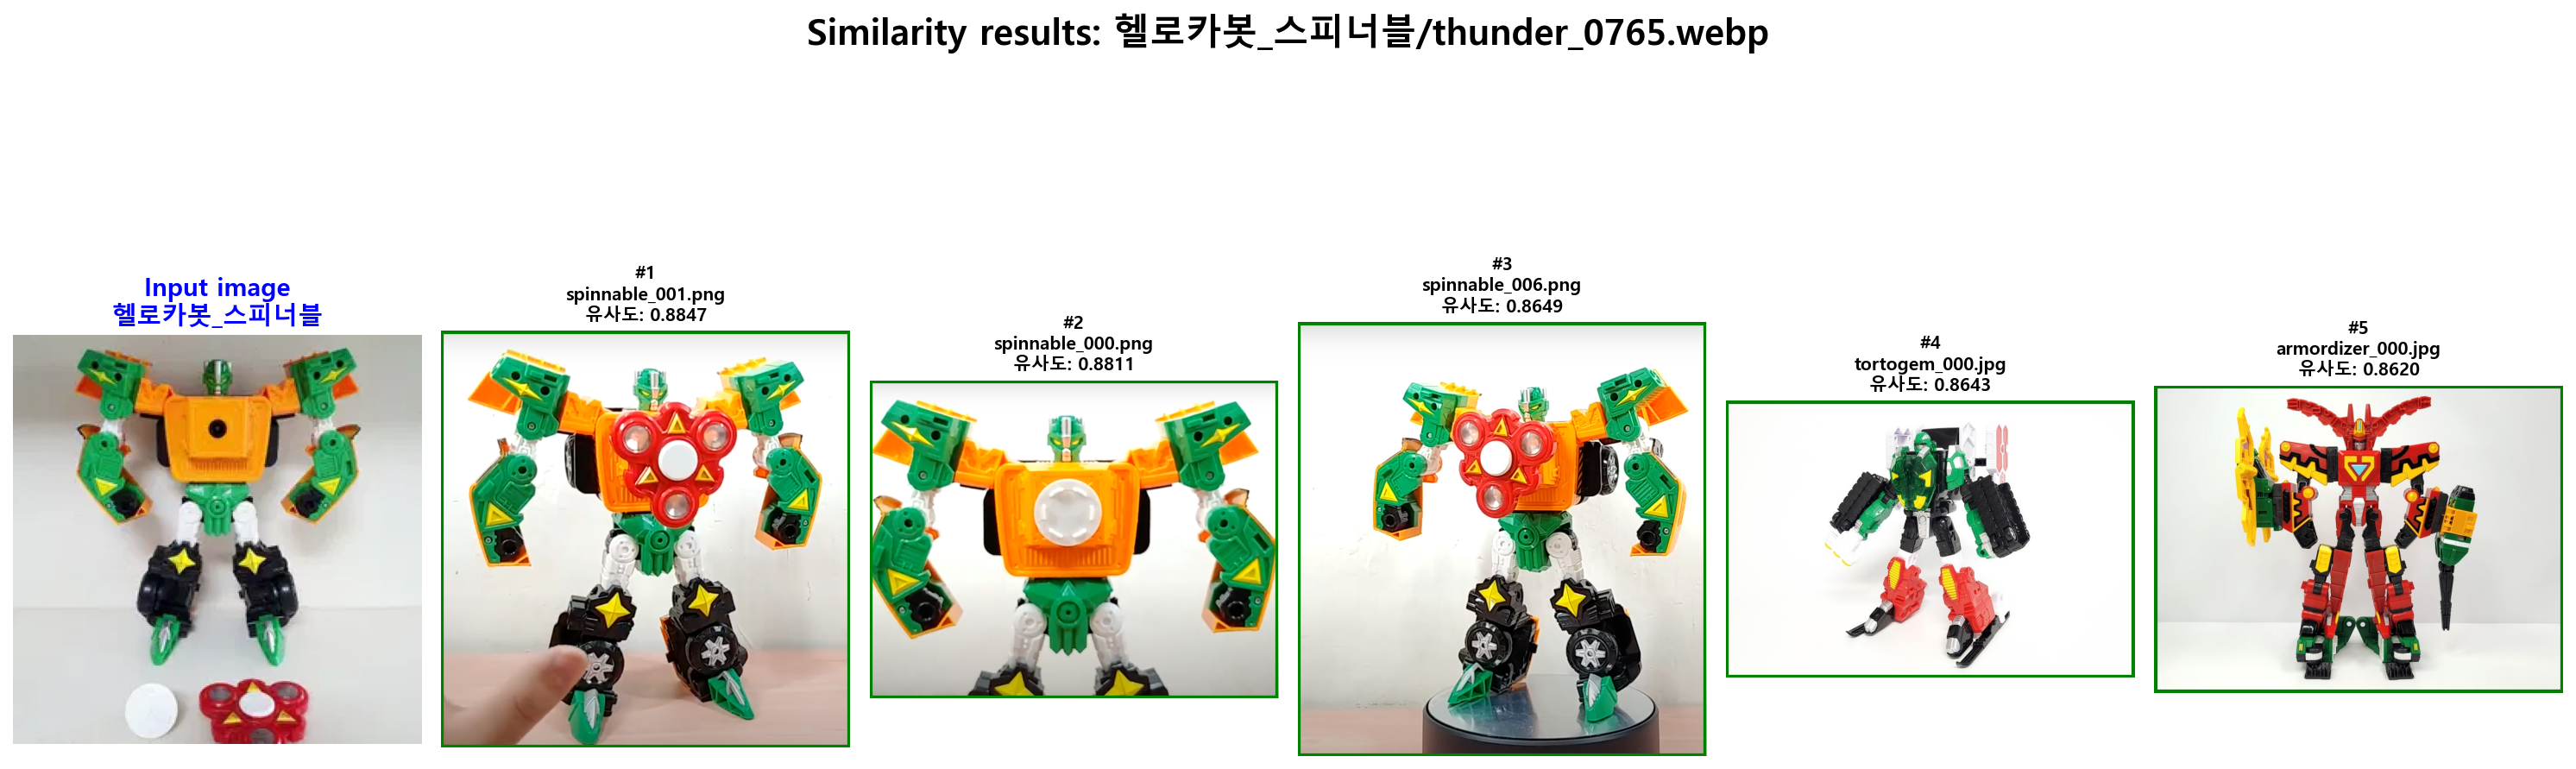 Similarity results: 헬로카봇_스피너블/thunder_0765.webp
Input image
헬로카봇_스피너블
#1
spinnable_001.png
유사도: 0.8847
#2
spinnable_000.png
유사도: 0.8811
#3
spinnable_006.png
유사도: 0.8649
#4
tortogem_000.jpg
유사도: 0.8643
#5
armordizer_000.jpg
유사도: 0.8620